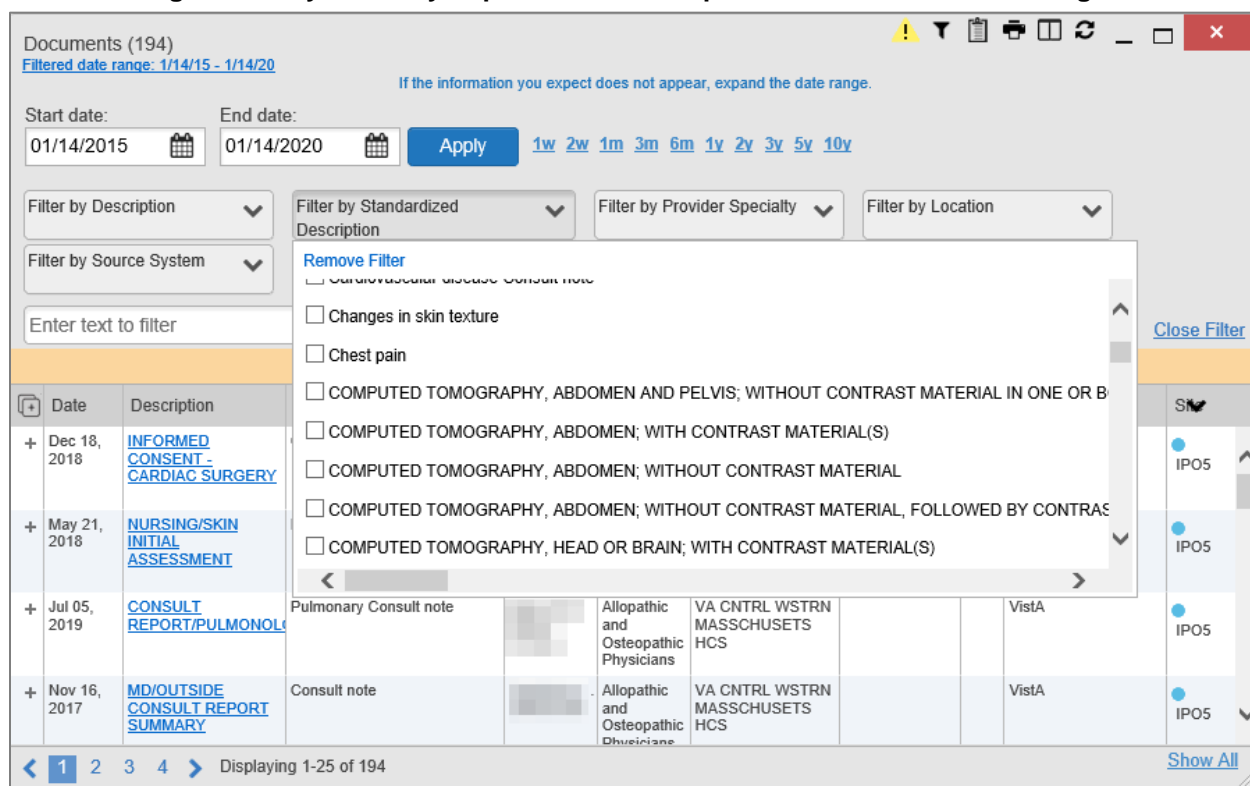 Documents (194)
Filtered date range: 1/14/15 - 1/14/20
If the information you expect does not appear, expand the date range.
Start date:
End date:
01/14/2015
01/14/2020
Apply
1w 2w 1m 3m 6m 1y 2y 3y 5y 10y
Filter by Description
Filter by Standardized
Description
Filter by Provider Specialty
Filter by Location
Filter by Source System
Remove Filter
Cardiovascular disease Consult note
Changes in skin texture
Chest pain
COMPUTED TOMOGRAPHY, ABDOMEN AND PELVIS; WITHOUT CONTRAST MATERIAL IN ONE OR
COMPUTED TOMOGRAPHY, ABDOMEN; WITH CONTRAST MATERIAL(S)
COMPUTED TOMOGRAPHY, ABDOMEN; WITHOUT CONTRAST MATERIAL
COMPUTED TOMOGRAPHY, ABDOMEN; WITHOUT CONTRAST MATERIAL, FOLLOWED BY CONTRAS
COMPUTED TOMOGRAPHY, HEAD OR BRAIN; WITH CONTRAST MATERIAL(S)
Enter text to filter
Close Filter
Date
Description
Dec 18,
2018
INFORMED
CONSENT -
CARDIAC SURGERY
IPO5
May 21,
2018
NURSING/SKIN
INITIAL
ASSESSMENT
IPO5
Jul 05,
2019
CONSULT
REPORT/PULMONOL
Pulmonary Consult note
Allopathic
and
Osteopathic
Physicians
VA CNTRL WSTRN
MASSCHUSETS
HCS
VistA
IPO5
Nov 16,
2017
MD/OUTSIDE
CONSULT REPORT
SUMMARY
Consult note
Allopathic
and
Osteopathic
Physicians
VA CNTRL WSTRN
MASSCHUSETS
HCS
VistA
IPO5
1 2 3 4
Displaying 1-25 of 194
Show All